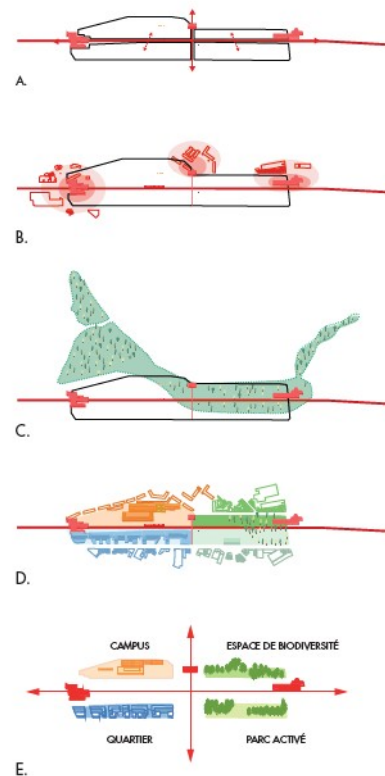 A.
B.
C.
D.
CAMPUS
ESPACE DE BIODIVERSITÉ
QUARTIER
PARC ACTIVÉ
E.